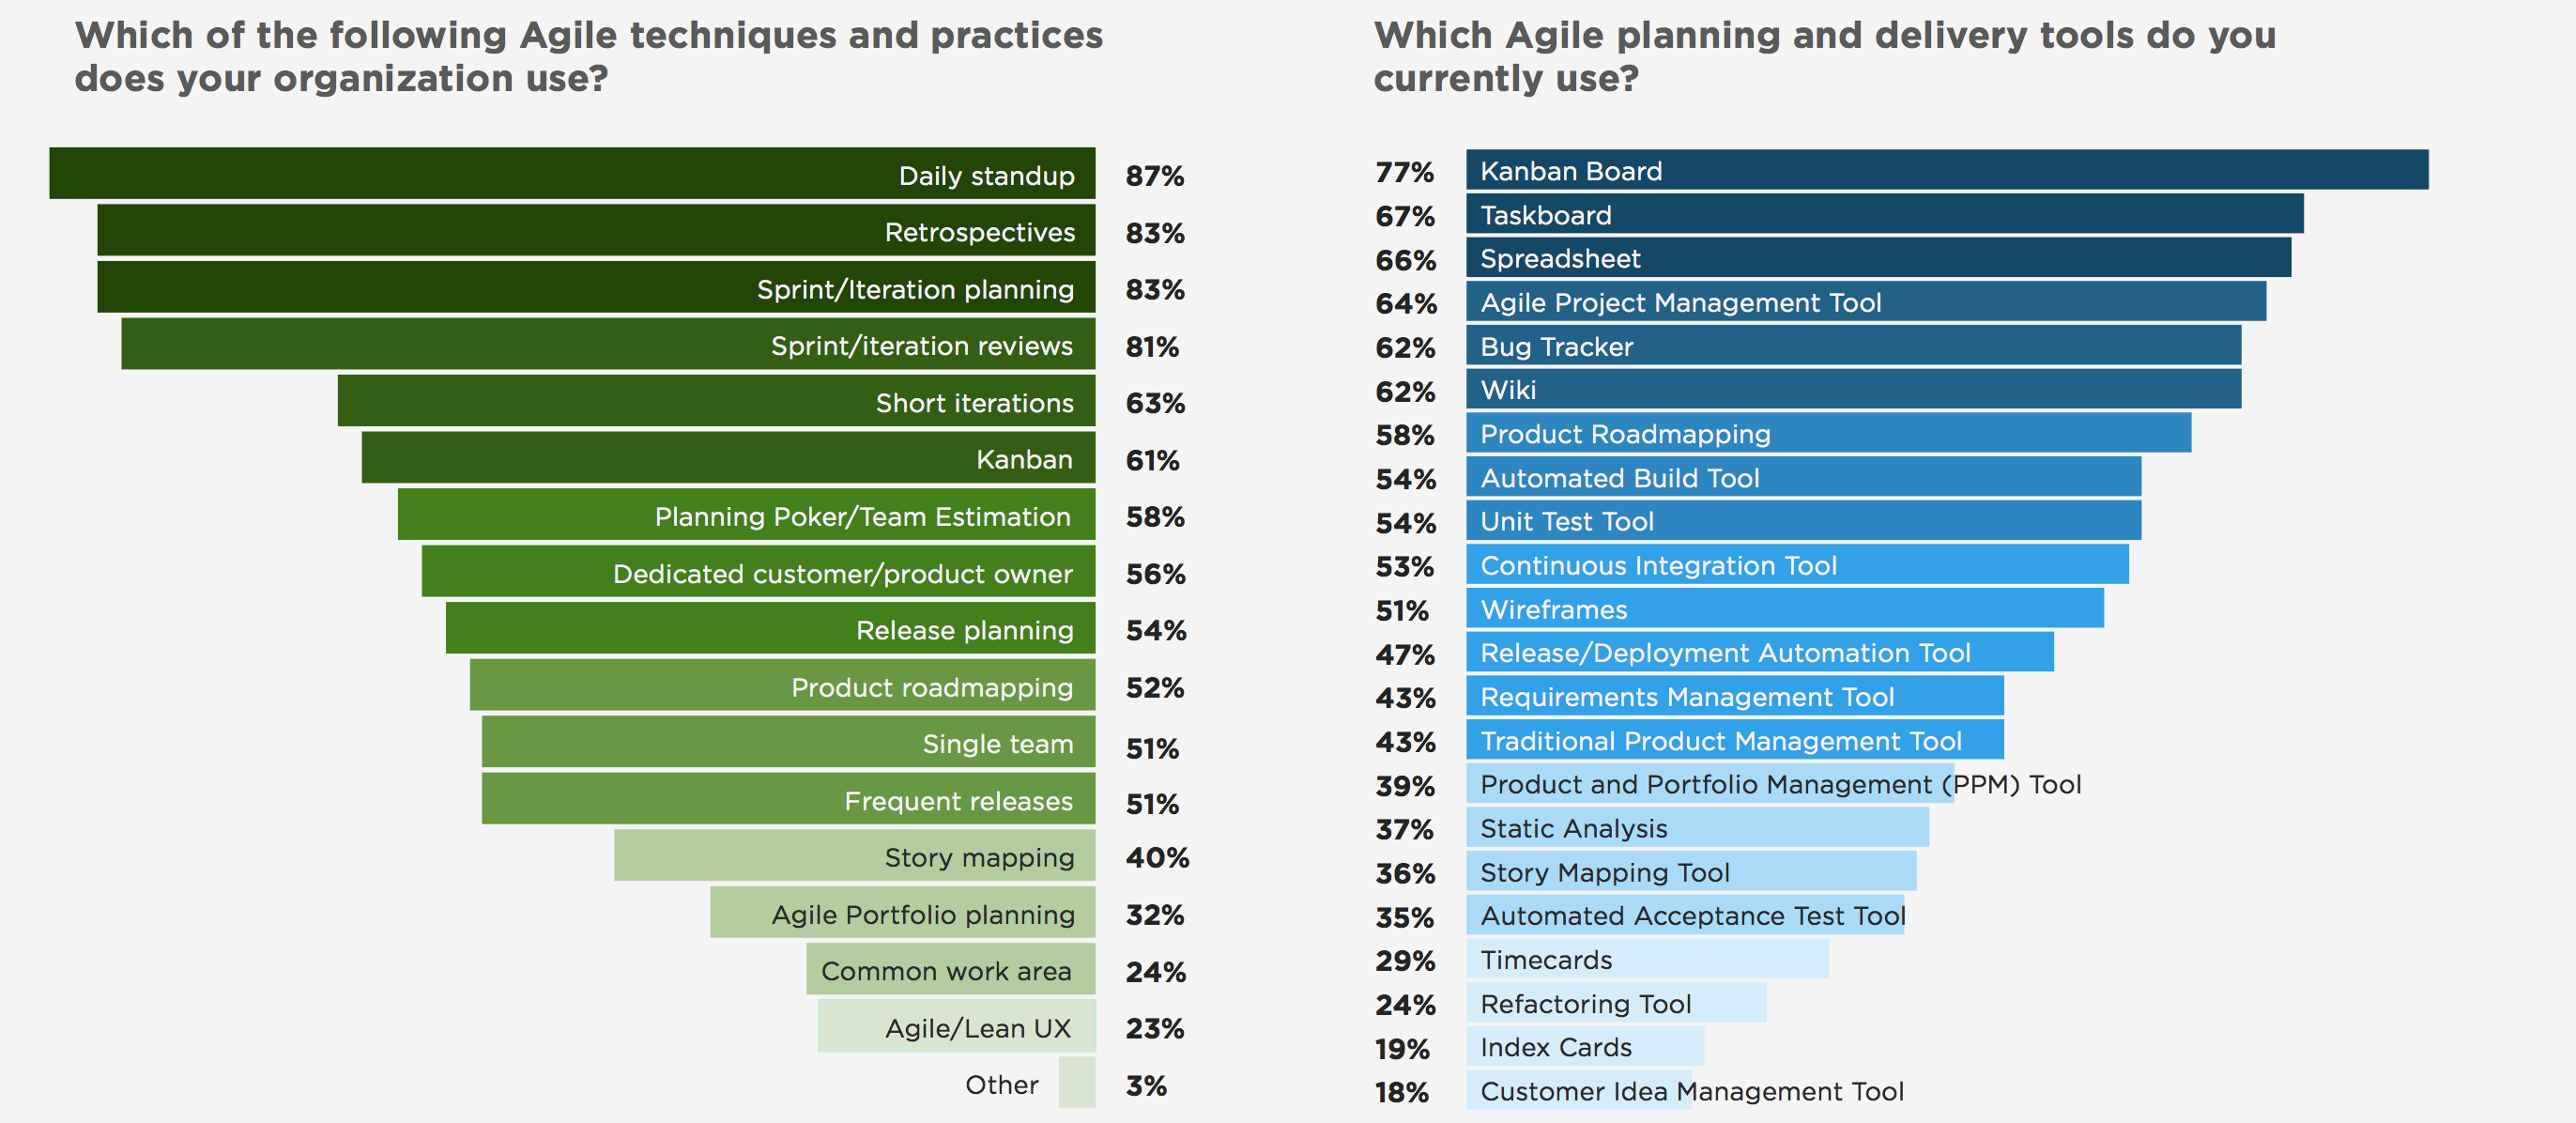 Which of the following Agile techniques and practices
does your organization use?
Daily standup 87%
Retrospectives 83%
Sprint/Iteration planning 83%
Sprint/iteration reviews 81%
Short iterations 63%
Kanban 61%
Planning Poker/Team Estimation 58%
Dedicated customer/product owner 56%
Release planning 54%
Product roadmapping 52%
Single team 51%
Frequent releases 51%
Story mapping 40%
Agile Portfolio planning 32%
Common work area 24%
Agile/Lean UX 23%
Other 3%
Which Agile planning and delivery tools do you
currently use?
77% Kanban Board
67% Taskboard
66% Spreadsheet
64% Agile Project Management Tool
62% Bug Tracker
62% Wiki
58% Product Roadmapping
54% Automated Build Tool
54% Unit Test Tool
53% Continuous Integration Tool
51% Wireframes
47% Release/Deployment Automation Tool
43% Requirements Management Tool
43% Traditional Product Management Tool
39% Product and Portfolio Management (PPM) Tool
37% Static Analysis
36% Story Mapping Tool
35% Automated Acceptance Test Tool
29% Timecards
24% Refactoring Tool
19% Index Cards
18% Customer Idea Management Tool